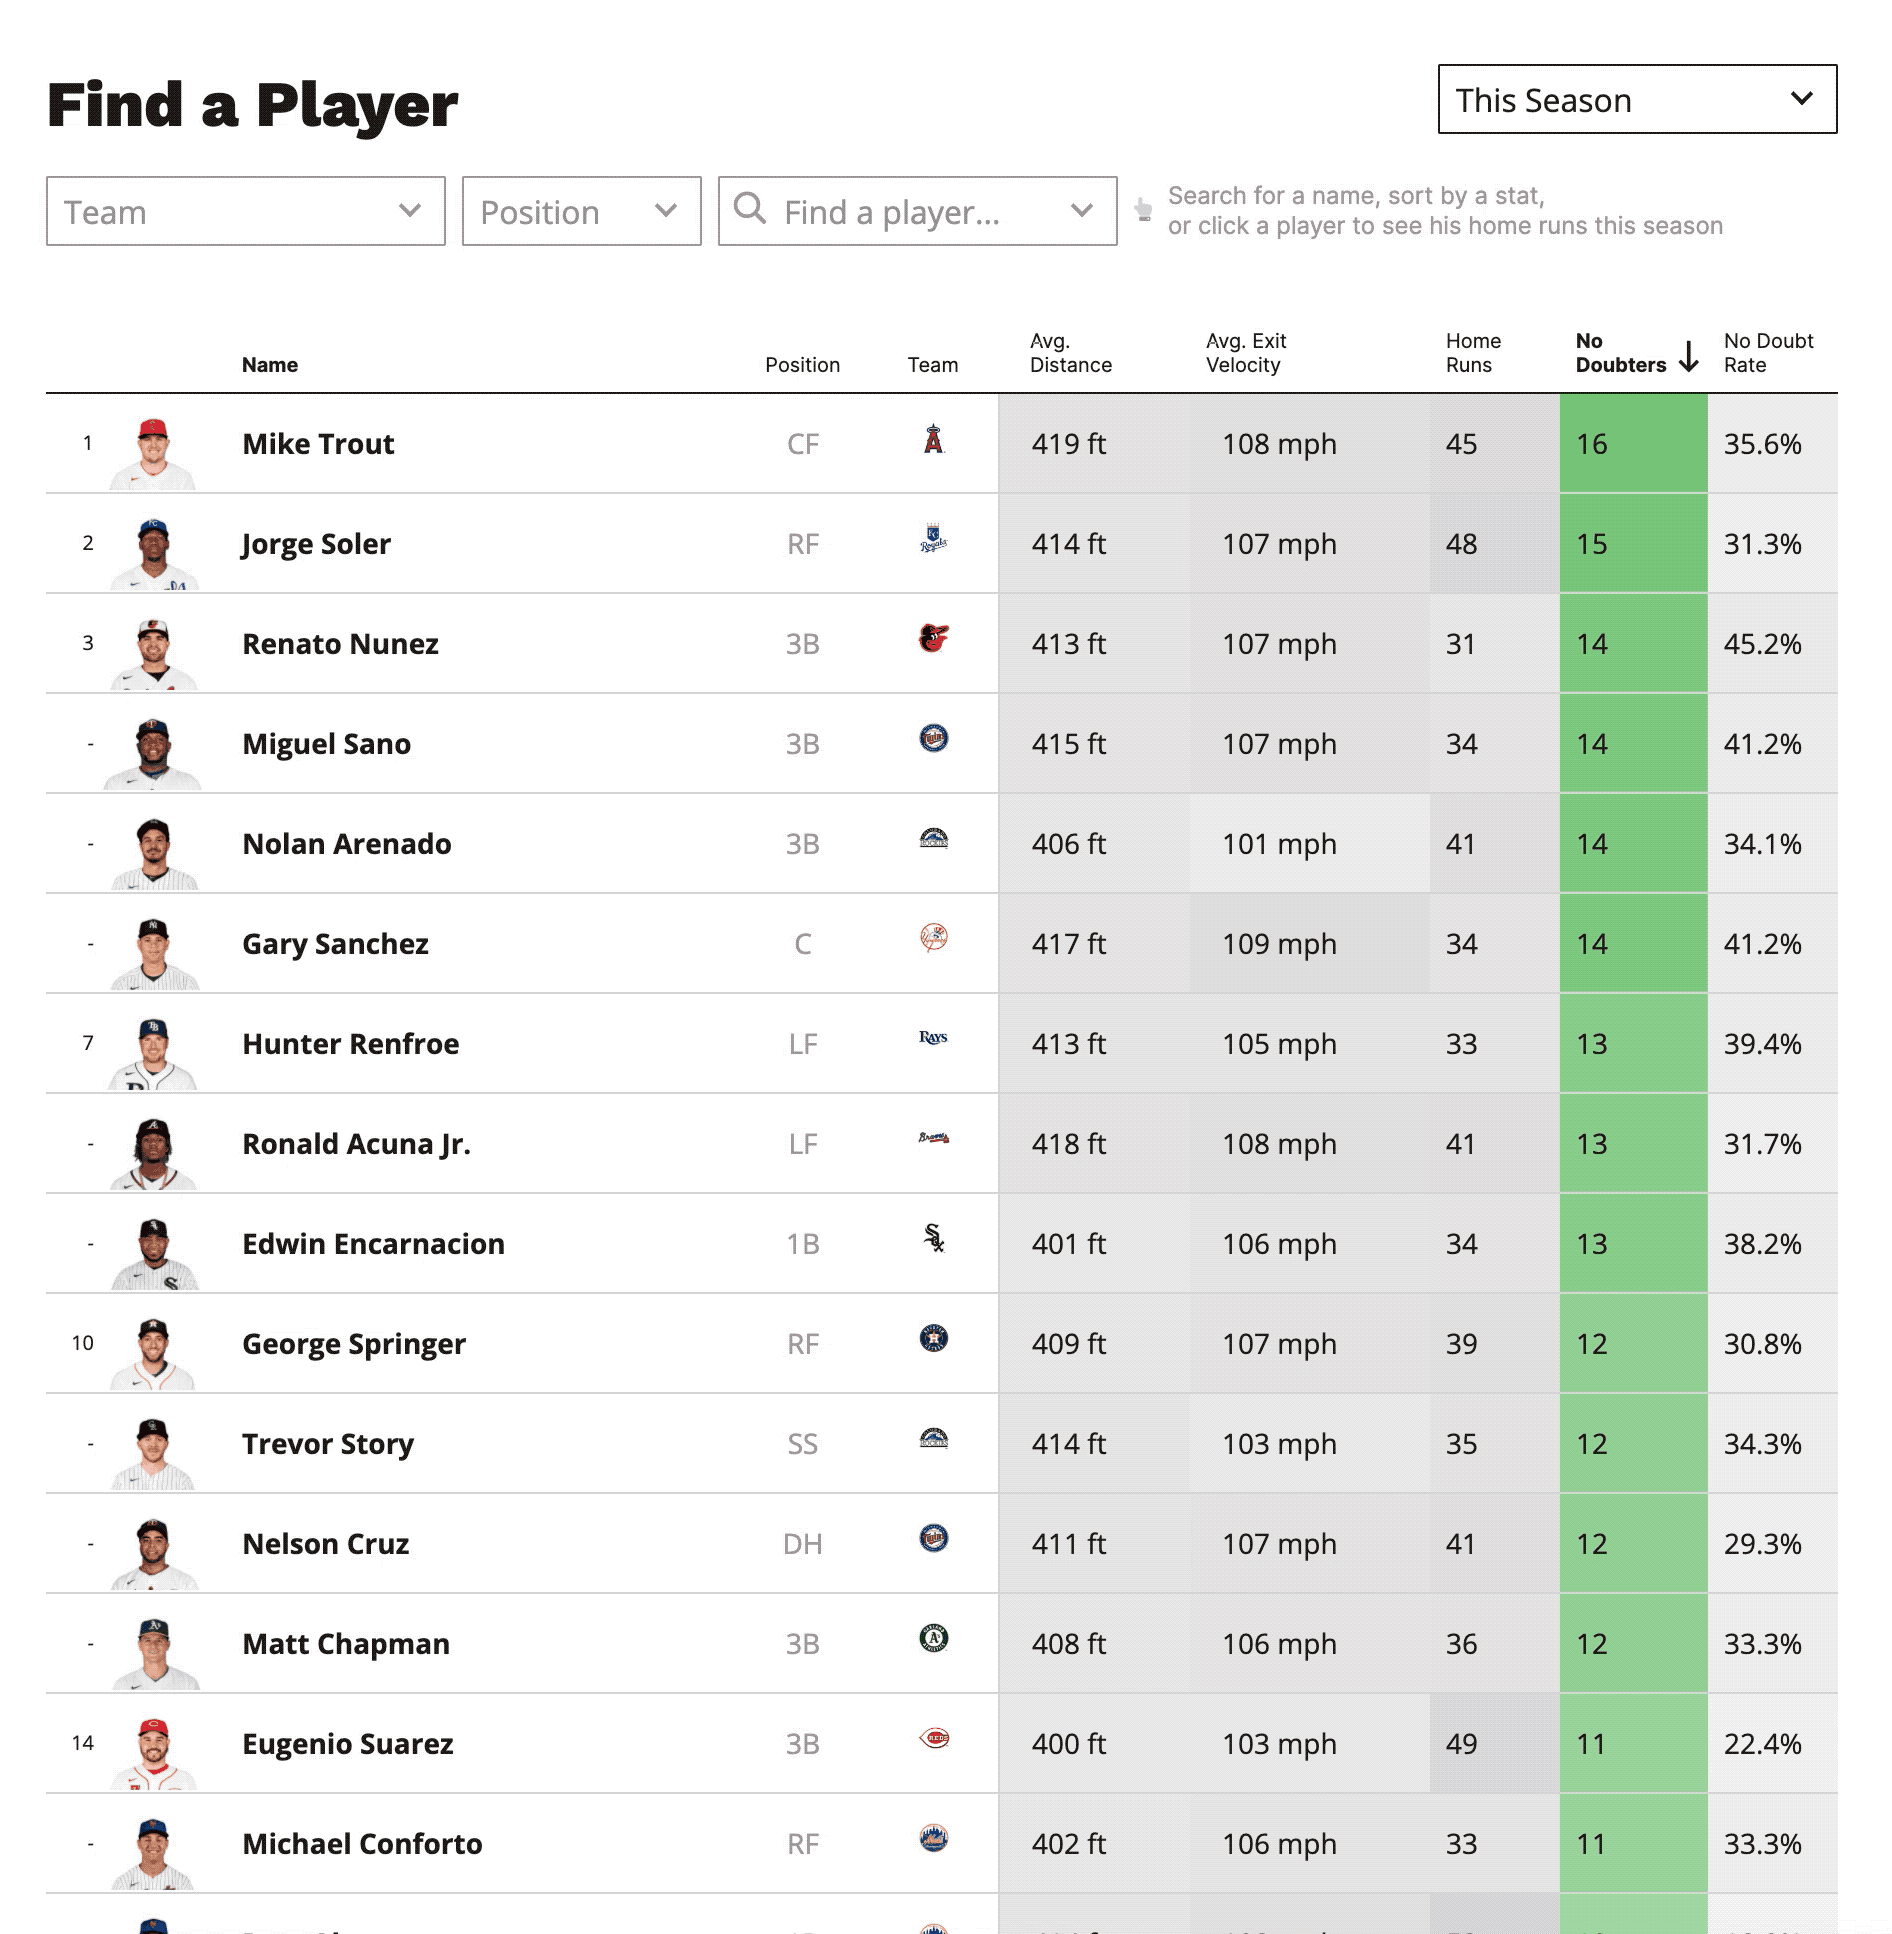 Find a Player
This Season
Team
Position
Find a player...
Search for a name, sort by a stat,
or click a player to see his home runs this season
Name Position Team Avg. Distance Avg. Exit Velocity Home Runs No Doubters ↓ No Doubt Rate
1 Mike Trout CF 419 ft 108 mph 45 16 35.6%
2 Jorge Soler RF Royals 414 ft 107 mph 48 15 31.3%
3 Renato Nunez 3B 413 ft 107 mph 31 14 45.2%
- Miguel Sano 3B Twins 415 ft 107 mph 34 14 41.2%
- Nolan Arenado 3B ROCKIES 406 ft 101 mph 41 14 34.1%
- Gary Sanchez C 417 ft 109 mph 34 14 41.2%
7 Hunter Renfroe LF RAYS 413 ft 105 mph 33 13 39.4%
- Ronald Acuna Jr. LF Braves 418 ft 108 mph 41 13 31.7%
- Edwin Encarnacion 1B Sox 401 ft 106 mph 34 13 38.2%
10 George Springer RF 409 ft 107 mph 39 12 30.8%
- Trevor Story SS ROCKIES 414 ft 103 mph 35 12 34.3%
- Nelson Cruz DH Twins 411 ft 107 mph 41 12 29.3%
- Matt Chapman 3B A's 408 ft 106 mph 36 12 33.3%
14 Eugenio Suarez 3B REDS 400 ft 103 mph 49 11 22.4%
- Michael Conforto RF Mets 402 ft 106 mph 33 11 33.3%